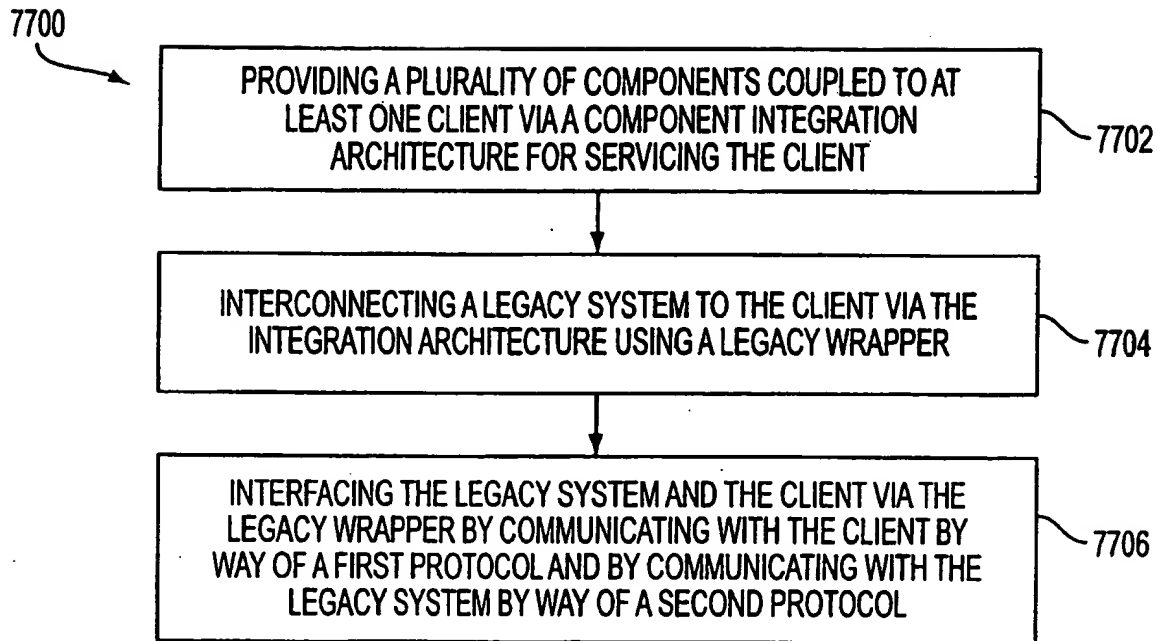 7700
PROVIDING A PLURALITY OF COMPONENTS COUPLED TO AT
LEAST ONE CLIENT VIA A COMPONENT INTEGRATION
ARCHITECTURE FOR SERVICING THE CLIENT
7702
INTERCONNECTING A LEGACY SYSTEM TO THE CLIENT VIA THE
INTEGRATION ARCHITECTURE USING A LEGACY WRAPPER
7704
INTERFACING THE LEGACY SYSTEM AND THE CLIENT VIA THE
LEGACY WRAPPER BY COMMUNICATING WITH THE CLIENT BY
WAY OF A FIRST PROTOCOL AND BY COMMUNICATING WITH THE
LEGACY SYSTEM BY WAY OF A SECOND PROTOCOL
7706